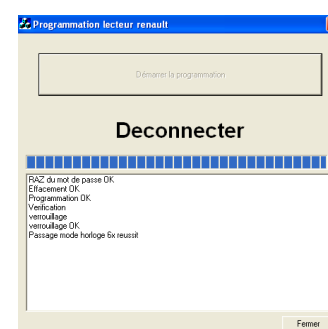 Programmation lecteur renault
Démarrer la programmation
Deconnecter
RAZ du mot de passe OK
Effacement OK
Programmation OK
Verification
verrouillage
verrouillage OK
Passage mode horloge 6x reussit
Fermer